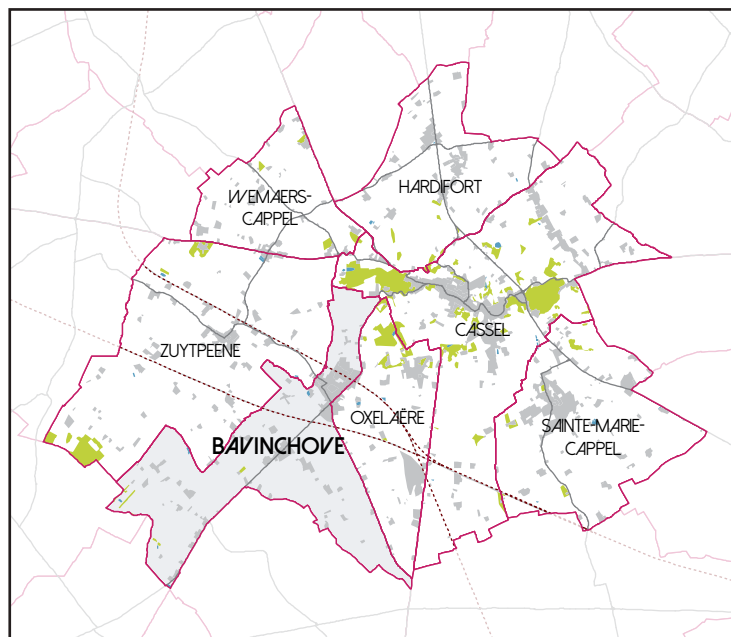 HARDIFORT
WEMAERS-
CAPPEL
CASSEL
ZUYTPEENE
OXELAËRE
SAINTE-MARIE-
CAPPEL
BAVINCHOVE